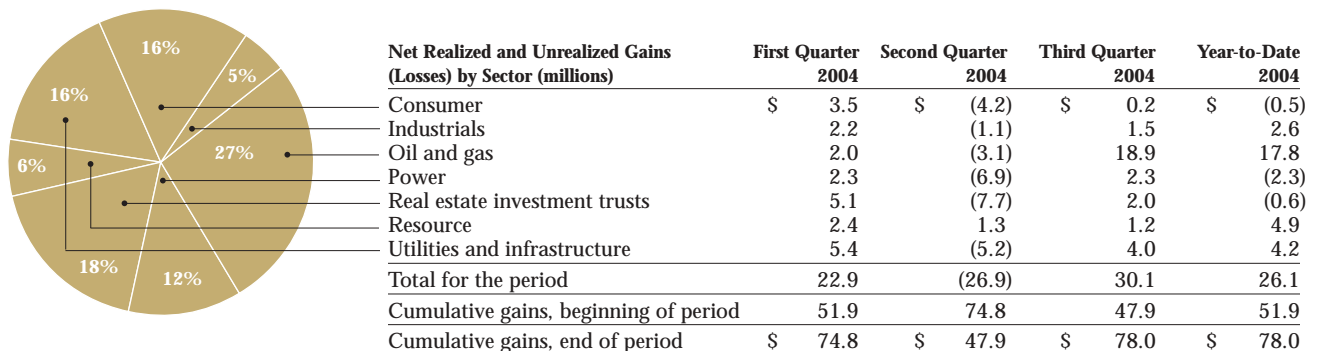 16%
5%
16%
27%
6%
18%
12%
Net Realized and Unrealized Gains First Quarter Second Quarter Third Quarter Year-to-Date
(Losses) by Sector (millions) 2004 2004 2004 2004
Consumer $ 3.5 $ (4.2) $ 0.2 $ (0.5)
Industrials 2.2 (1.1) 1.5 2.6
Oil and gas 2.0 (3.1) 18.9 17.8
Power 2.3 (6.9) 2.3 (2.3)
Real estate investment trusts 5.1 (7.7) 2.0 (0.6)
Resource 2.4 1.3 1.2 4.9
Utilities and infrastructure 5.4 (5.2) 4.0 4.2
Total for the period 22.9 (26.9) 30.1 26.1
Cumulative gains, beginning of period 51.9 74.8 47.9 51.9
Cumulative gains, end of period $ 74.8 $ 47.9 $ 78.0 $ 78.0